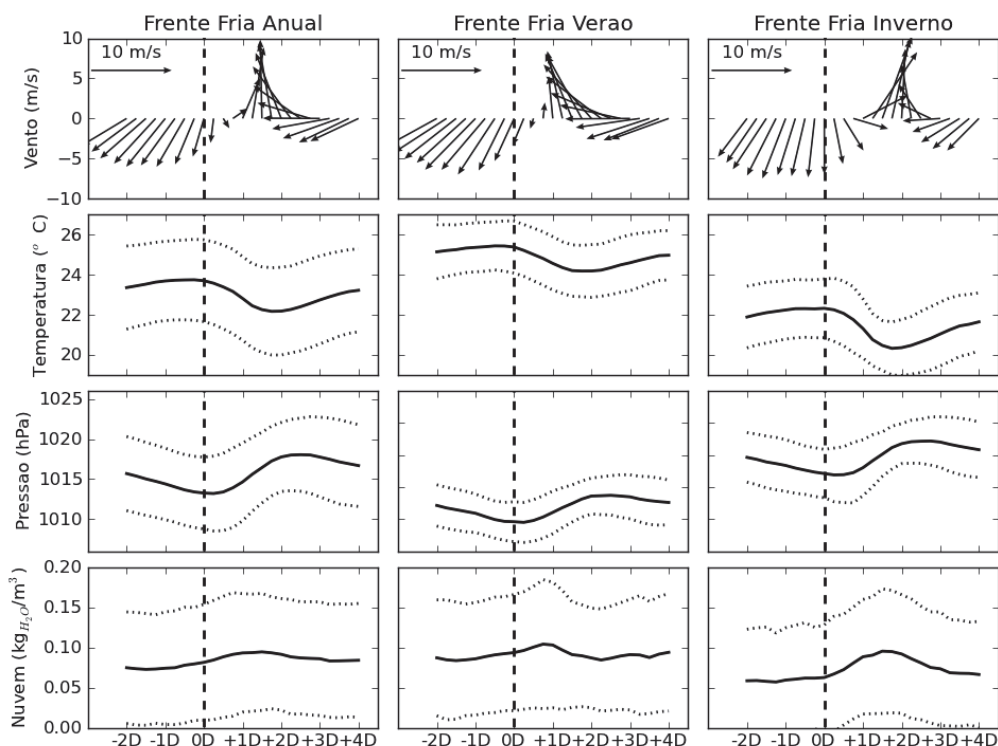 Frente Fria Anual
Frente Fria Verao
Frente Fria Inverno
Vento (m/s)
10
5
0
−5
−10
10 m/s
10 m/s
10 m/s
Temperatura (° C)
26
24
22
20
Pressao (hPa)
1025
1020
1015
1010
Nuvem (kg_{H₂O}/m³)
0.20
0.15
0.10
0.05
0.00
-2D -1D 0D +1D +2D +3D +4D
-2D -1D 0D +1D +2D +3D +4D
-2D -1D 0D +1D +2D +3D +4D